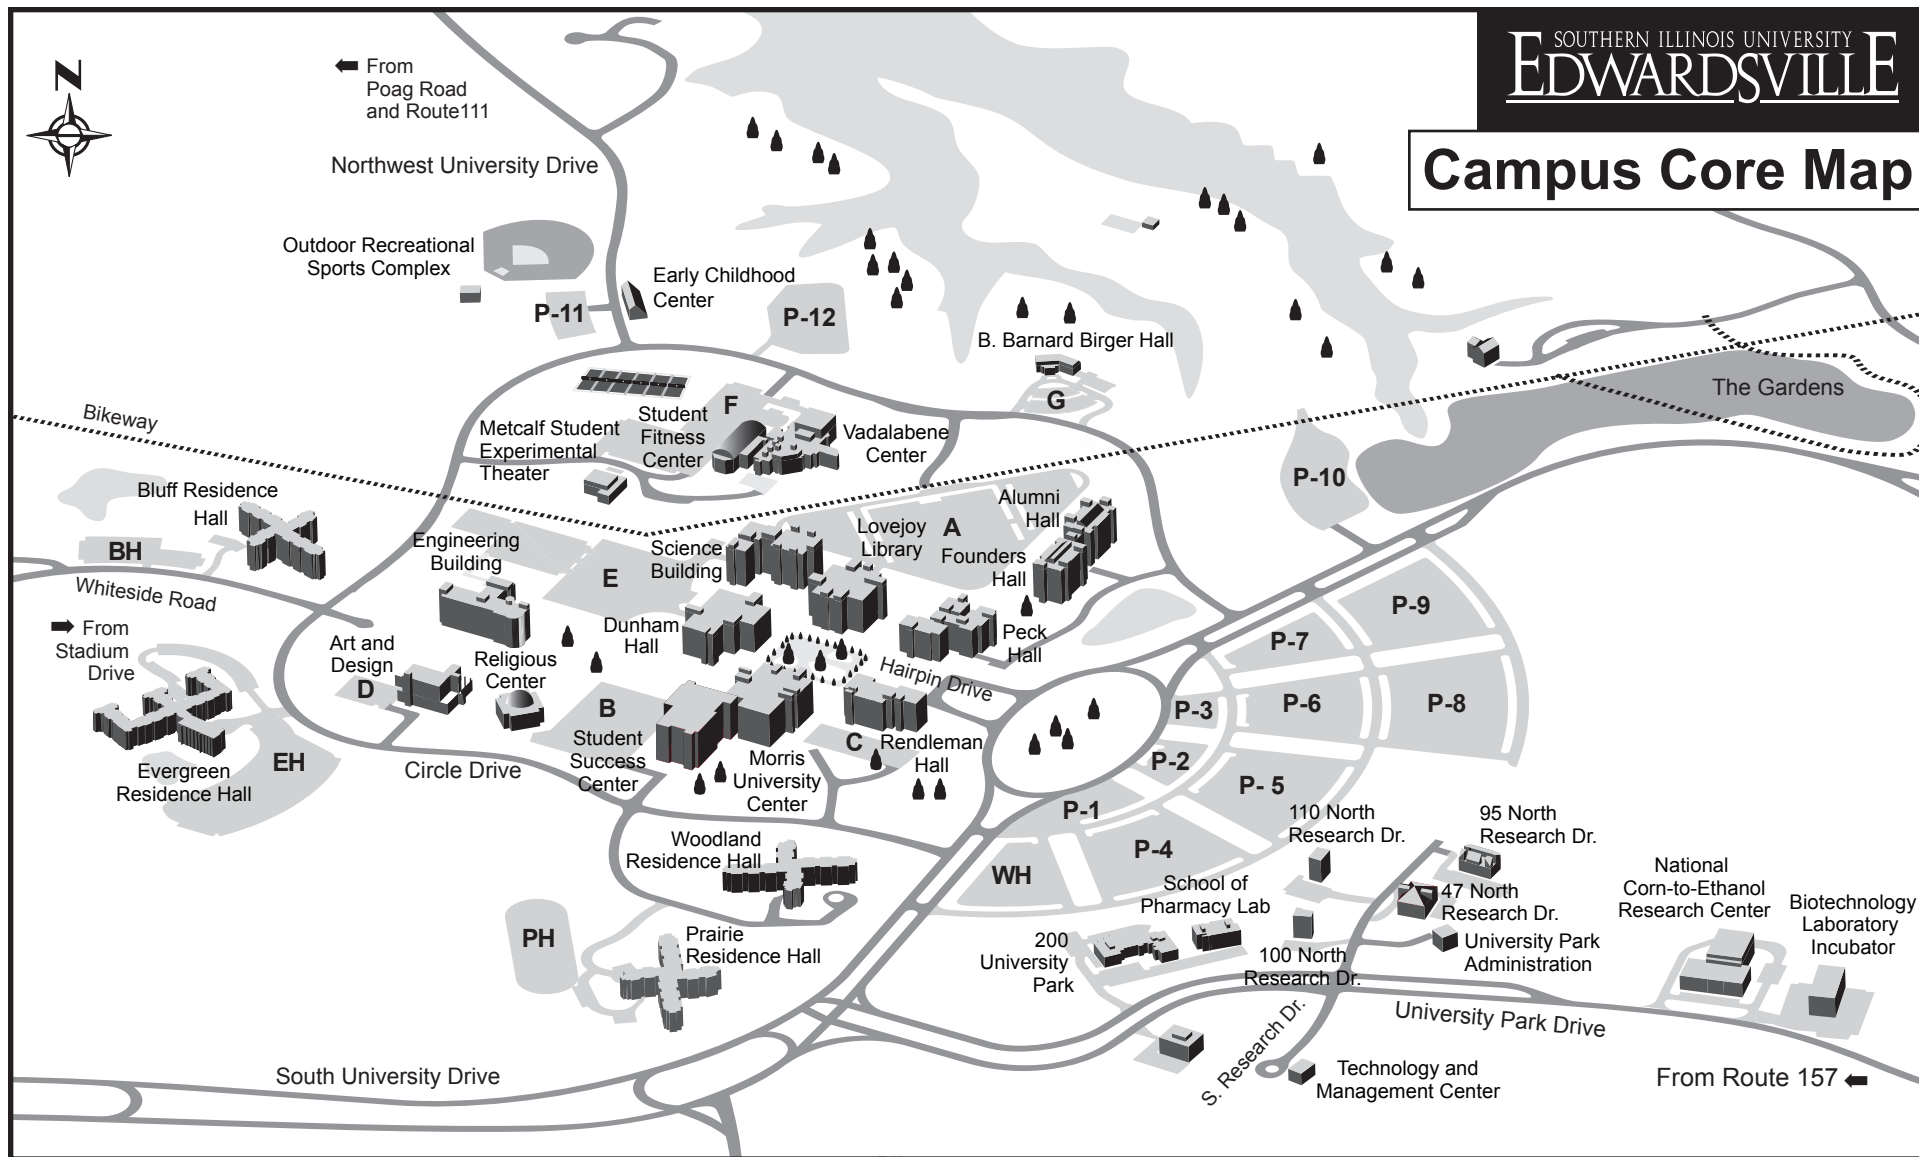 SOUTHERN ILLINOIS UNIVERSITY
EDWARDSVILLE
Campus Core Map
N
From
Poag Road
and Route111
Northwest University Drive
Outdoor Recreational
Sports Complex
P-11
Early Childhood
Center
P-12
B. Barnard Birger Hall
G
The Gardens
Bikeway
Metcalf Student
Experimental
Theater
F
Student
Fitness
Center
Vadalabene
Center
P-10
Bluff Residence
Hall
BH
Whiteside Road
Engineering
Building
E
Science
Building
Lovejoy
Library
A
Alumni
Hall
Founders
Hall
From
Stadium
Drive
Art and
Design
D
Religious
Center
Dunham
Hall
Peck
Hall
Hairpin Drive
P-9
P-7
P-8
P-6
P-3
P-2
P- 5
P-1
P-4
WH
Evergreen
Residence Hall
EH
Circle Drive
B
Student
Success
Center
Morris
University
Center
C
Rendleman
Hall
Woodland
Residence Hall
PH
Prairie
Residence Hall
110 North
Research Dr.
95 North
Research Dr.
47 North
Research Dr.
School of
Pharmacy Lab
200
University
Park
100 North
Research Dr.
University Park
Administration
National
Corn-to-Ethanol
Research Center
Biotechnology
Laboratory
Incubator
University Park Drive
S. Research Dr.
Technology and
Management Center
South University Drive
From Route 157